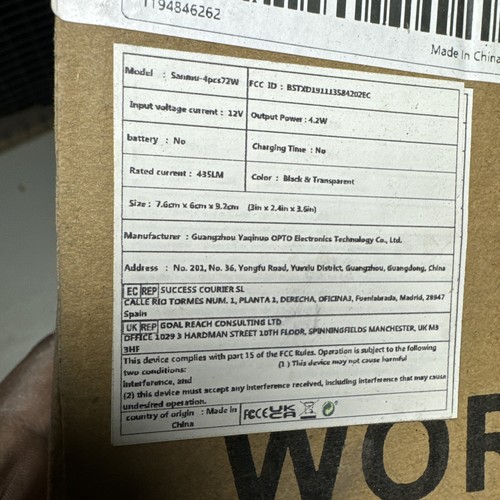 TT94846262
Made In China
Model : Sanmu-4pcs72W
FCC ID : BSTXD191113584202EC
Input voltage current : 12V
Output Power : 4.2W
battery : No
Charging Time : No
Rated current : 435LM
Color : Black & Transparent
Size : 7.6cm x 6cm x 9.2cm (3in x 2.4in x 3.6in)
Manufacturer : Guangzhou Yaqinuo OPTO Electronics Technology Co., Ltd.
Address : No. 201, No. 36, Yongfu Road, Yuexiu District, Guangzhou, Guangdong, China
EC REP SUCCESS COURIER SL
CALLE RIO TORMES NUM. 1, PLANTA 1, DERECHA, OFICINA3, Fuenlabrada, Madrid, 28947
Spain
UK REP GOAL REACH CONSULTING LTD
OFFICE 1029 3 HARDMAN STREET 10TH FLOOR, SPINNINGFIELDS MANCHESTER, UK M3
3HF
This device complies with part 15 of the FCC Rules. Operation is subject to the following
two conditions: (1 ) This device may not cause harmful
interference, and
(2) this device must accept any interference received, including interference that may cause
undesired operation.
country of origin : Made in
China
FC CE UK CA
WOR